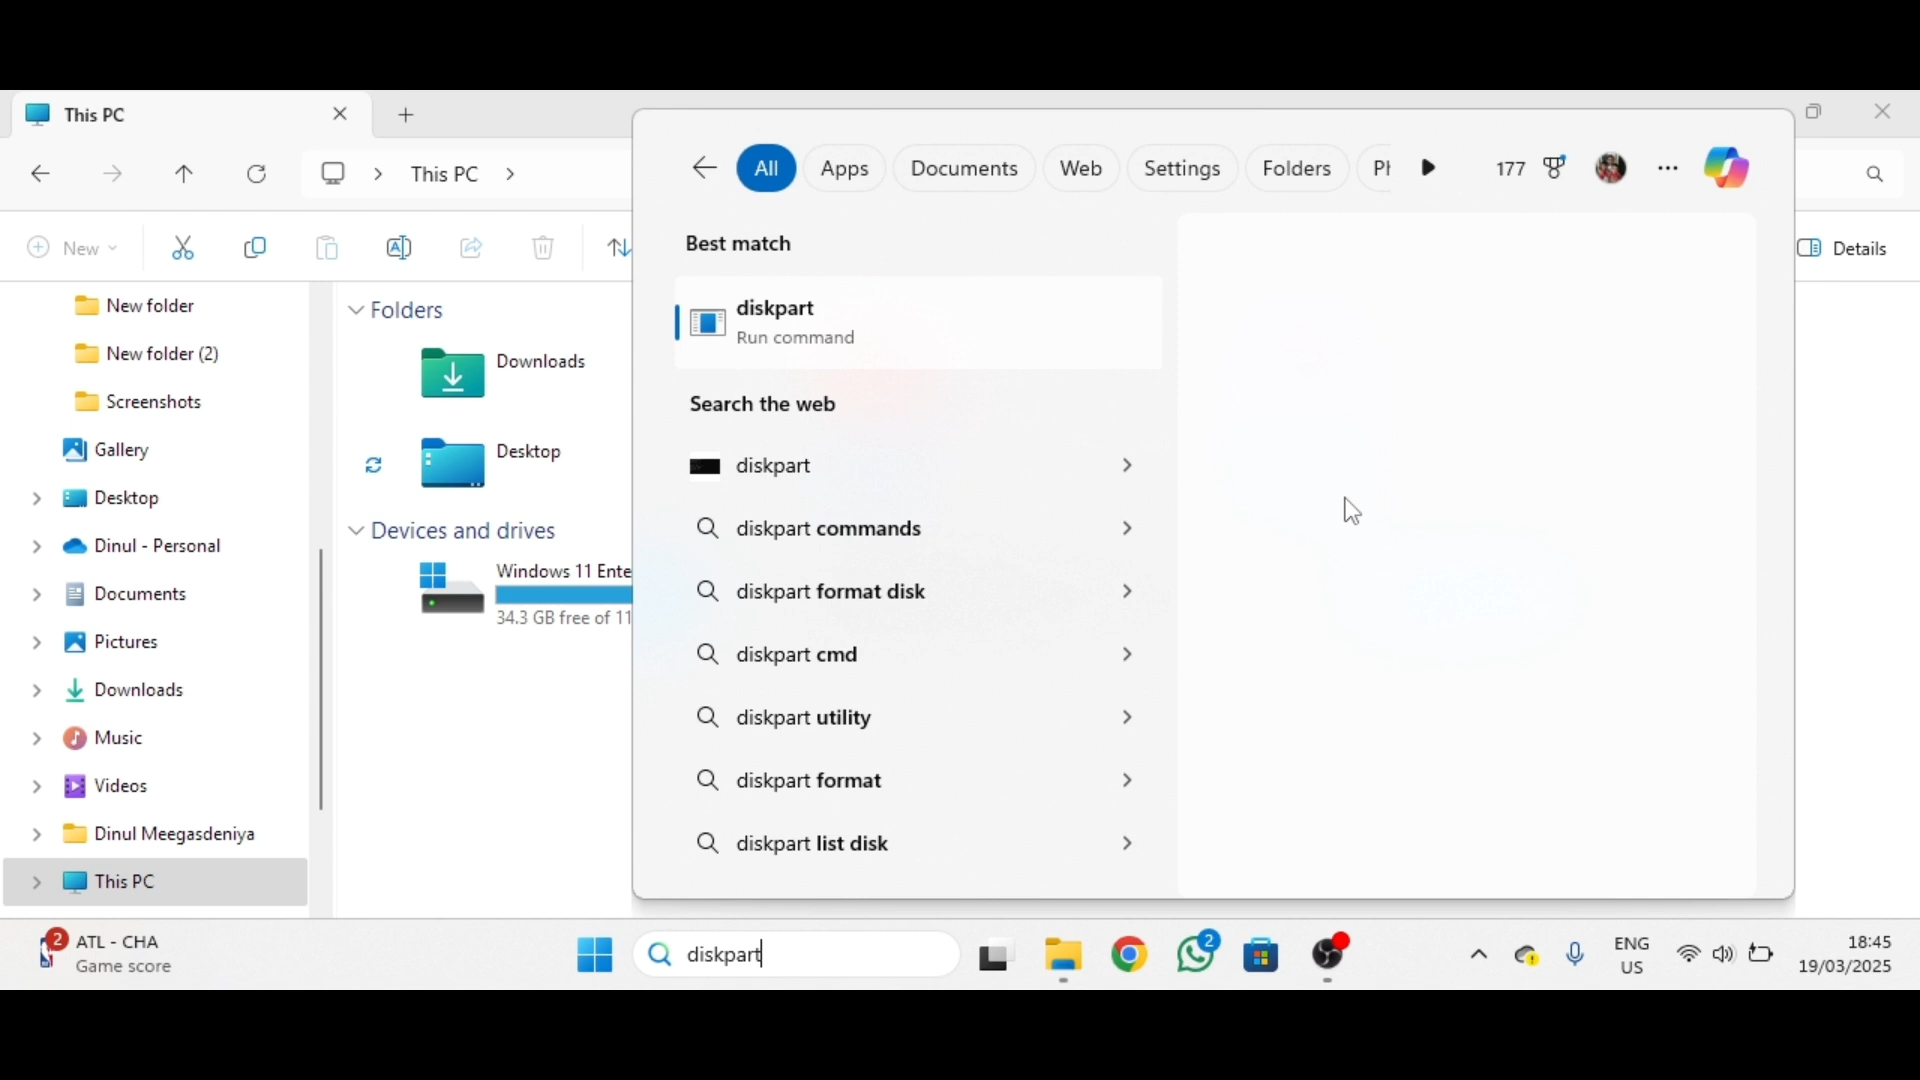 This PC
This PC
New
Details
New folder
New folder (2)
Screenshots
Gallery
Desktop
Dinul - Personal
Documents
Pictures
Downloads
Music
Videos
Dinul Meegasdeniya
This PC
Folders
Downloads
Desktop
Devices and drives
Windows 11 Ente
34.3 GB free of 11
All
Apps
Documents
Web
Settings
Folders
177
Best match
diskpart
Run command
Search the web
diskpart
diskpart commands
diskpart format disk
diskpart cmd
diskpart utility
diskpart format
diskpart list disk
2
ATL - CHA
Game score
diskpart
2
ENG
US
18:45
19/03/2025